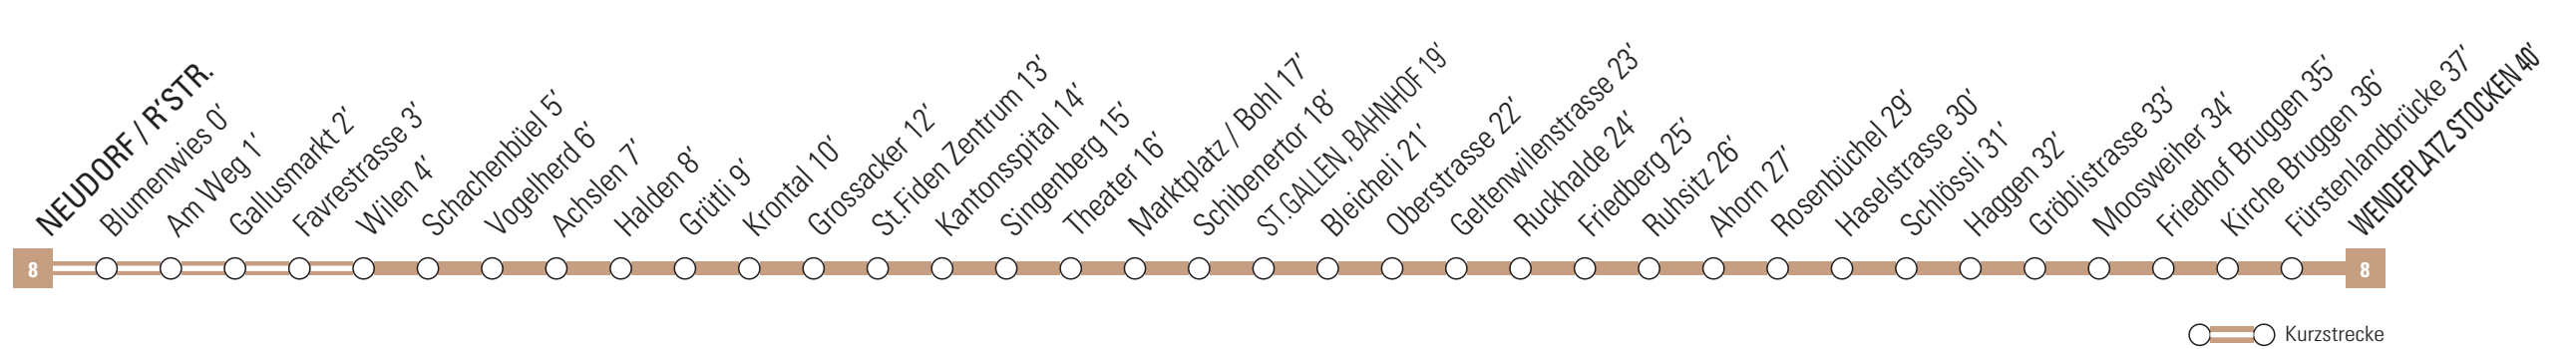 NEUDORF / R'STR.
Blumenwies 0'
Am Weg 1'
Gallusmarkt 2'
Favrestrasse 3'
Wilen 4'
Schachenbüel 5'
Vogelherd 6'
Achslen 7'
Halden 8'
Grütli 9'
Krontal 10'
Grossacker 12'
St.Fiden Zentrum 13'
Kantonsspital 14'
Singenberg 15'
Theater 16'
Marktplatz / Bohl 17'
Schibenertor 18'
ST.GALLEN, BAHNHOF 19'
Bleicheli 21'
Oberstrasse 22'
Geltenwilenstrasse 23'
Ruckhalde 24'
Friedberg 25'
Ruhsitz 26'
Ahorn 27'
Rosenbüchel 29'
Haselstrasse 30'
Schlössli 31'
Haggen 32'
Gröblistrasse 33'
Moosweiher 34'
Friedhof Bruggen 35'
Kirche Bruggen 36'
Fürstenlandbrücke 37'
WENDEPLATZ STOCKEN 40'
8
8
Kurzstrecke